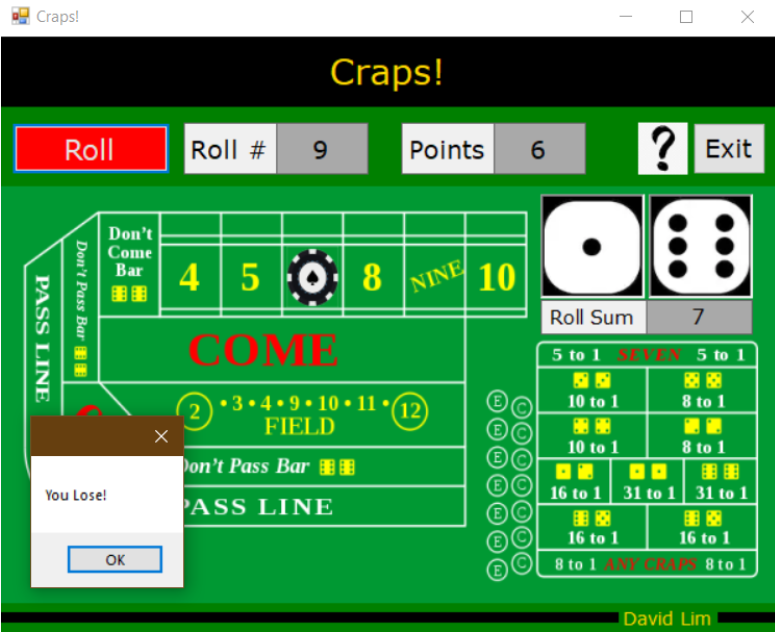 Craps!
Craps!
Roll
Roll #
9
Points
6
?
Exit
Don't
Come
Bar
4
5
8
NINE
10
PASS LINE
Don't Pass Bar
COME
2
• 3 • 4 • 9 • 10 • 11 •
12
FIELD
on't Pass Bar
PASS LINE
Roll Sum
7
5 to 1 SEVEN 5 to 1
10 to 1
8 to 1
10 to 1
8 to 1
16 to 1
31 to 1
31 to 1
16 to 1
16 to 1
8 to 1 ANY CRAPS 8 to 1
E C
E C
E C
E C
E C
E C
E C
You Lose!
OK
David Lim